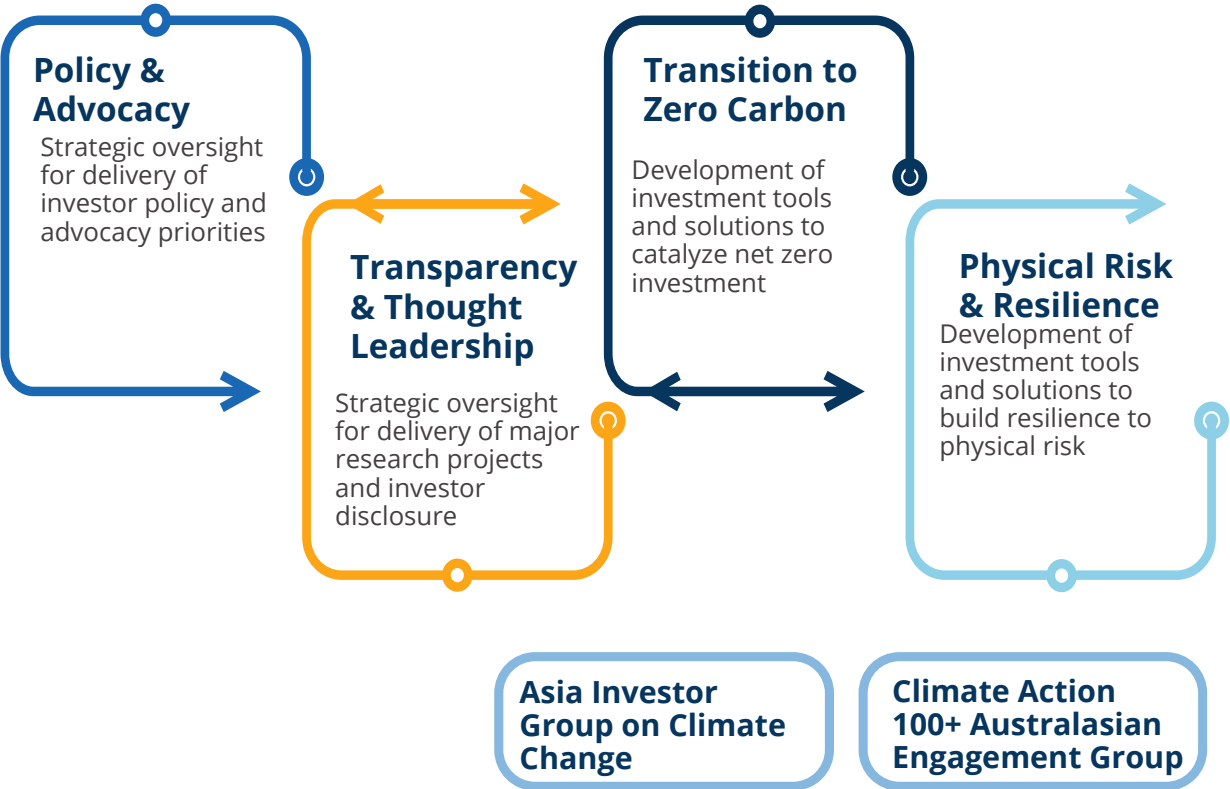 Policy &
Advocacy
Strategic oversight
for delivery of
investor policy and
advocacy priorities
Transparency
& Thought
Leadership
Strategic oversight
for delivery of major
research projects
and investor
disclosure
Transition to
Zero Carbon
Development of
investment tools
and solutions to
catalyze net zero
investment
Physical Risk
& Resilience
Development of
investment tools
and solutions to
build resilience to
physical risk
Asia Investor
Group on Climate
Change
Climate Action
100+ Australasian
Engagement Group